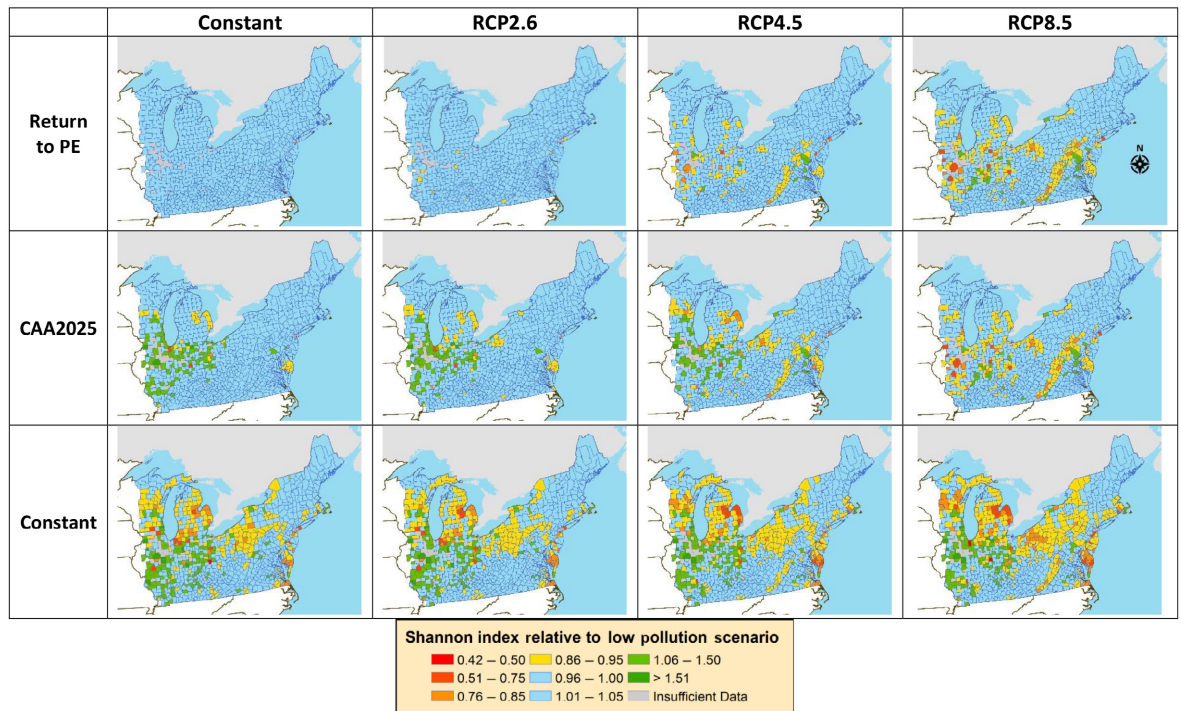 Constant RCP2.6 RCP4.5 RCP8.5
Return
to PE
N
CAA2025
Constant
Shannon index relative to low pollution scenario
0.42 – 0.50 0.86 – 0.95 1.06 – 1.50
0.51 – 0.75 0.96 – 1.00 > 1.51
0.76 – 0.85 1.01 – 1.05 Insufficient Data